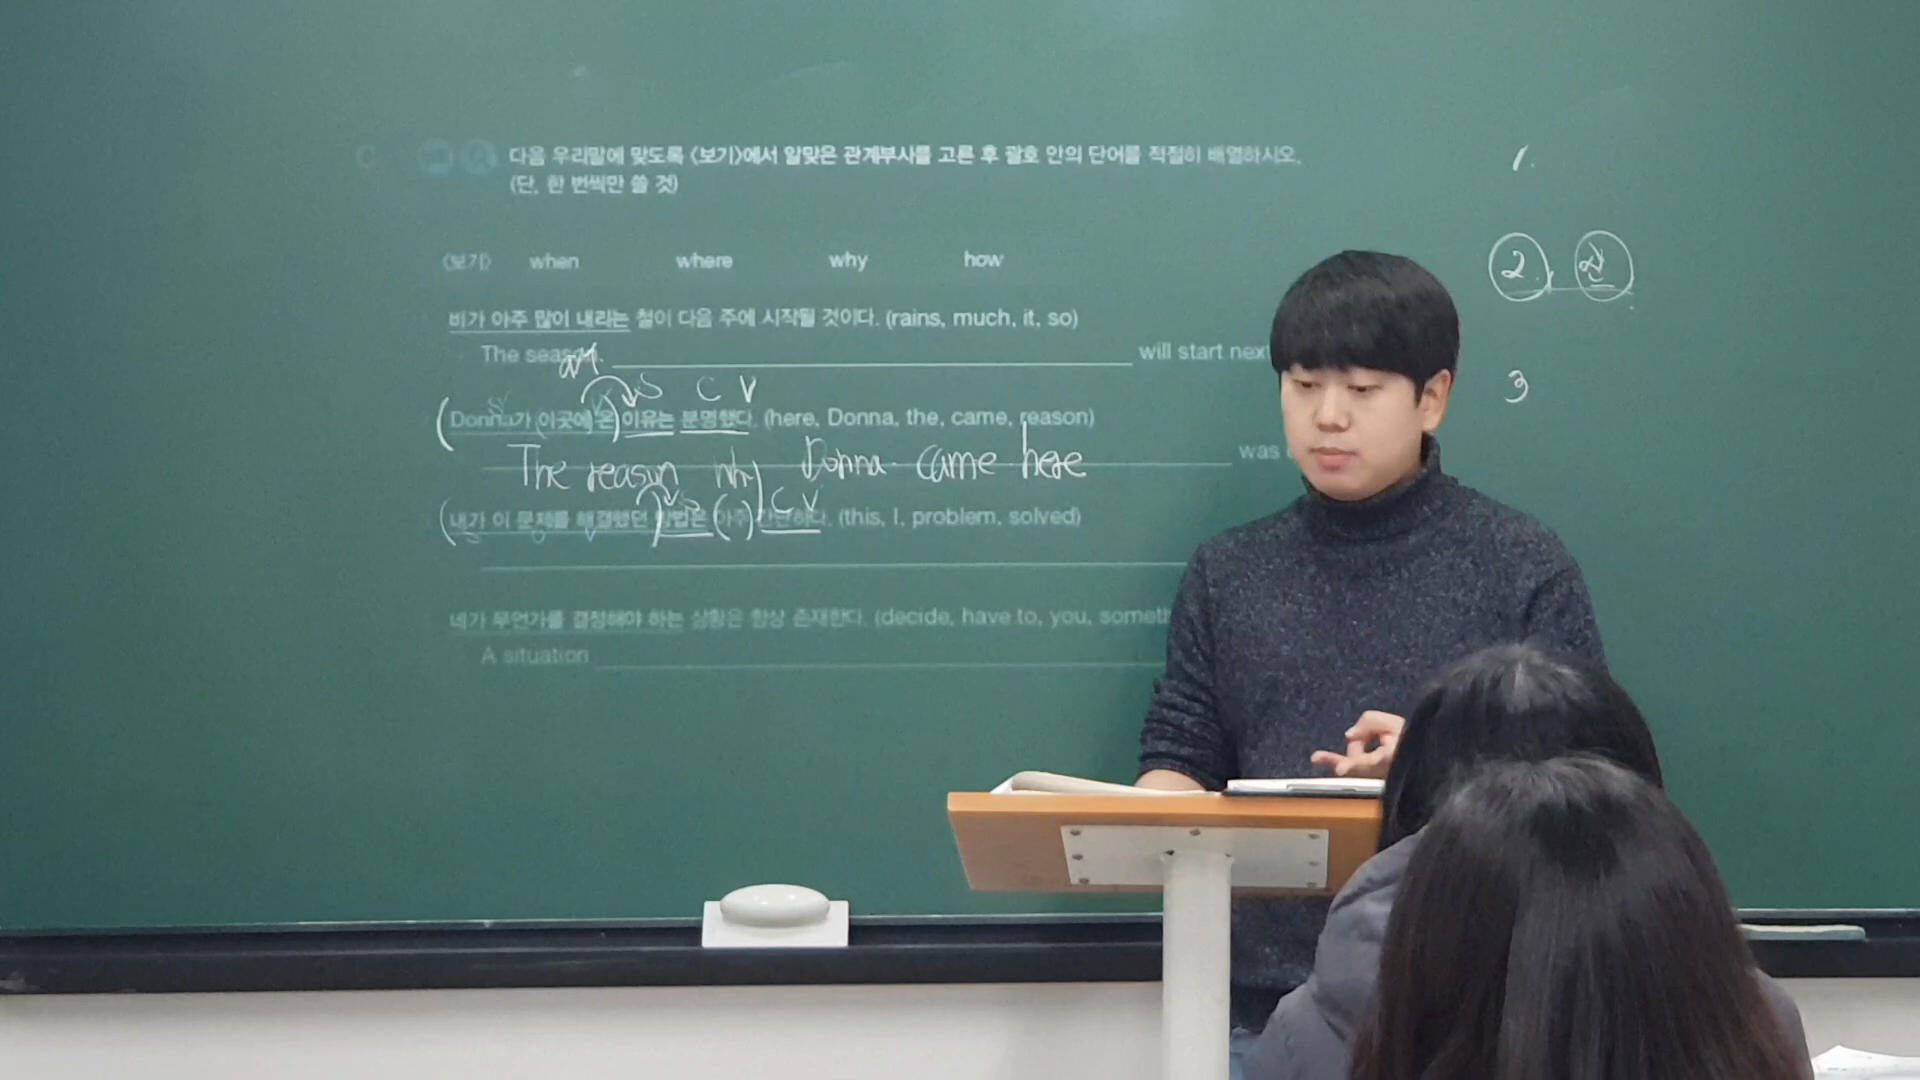 다음 우리말에 맞도록 <보기>에서 알맞은 관계부사를 고른 후 괄호 안의 단어를 적절히 배열하시오.
(단, 한 번씩만 쓸 것)
<보기> when where why how
비가 아주 많이 내리는 철이 다음 주에 시작될 것이다. (rains, much, it, so)
The season will start next
S C V
Donna가 이곳에 온 이유는 분명했다. (here, Donna, the, came, reason)
The reason why Donna came here was
S C V
내가 이 문제를 해결했던 방법은 아주 간단하다. (this, I, problem, solved)
S O V
네가 무언가를 결정해야 하는 상황은 항상 존재한다. (decide, have to, you, someth
A situation
1.
2.
3